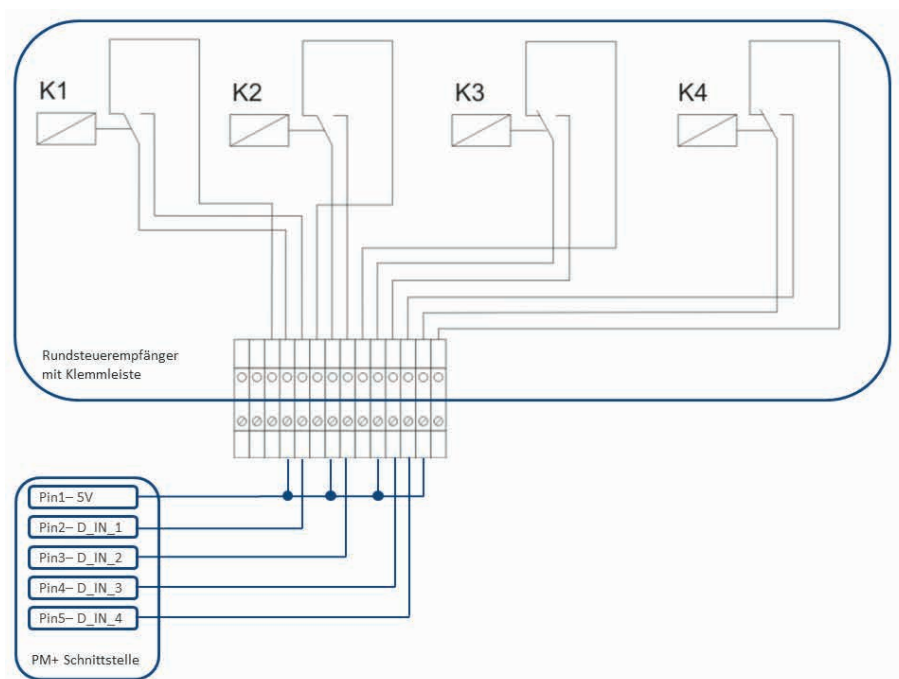 K1
K2
K3
K4
Rundsteuerempfänger
mit Klemmleiste
Pin1– 5V
Pin2– D_IN_1
Pin3– D_IN_2
Pin4– D_IN_3
Pin5– D_IN_4
PM+ Schnittstelle